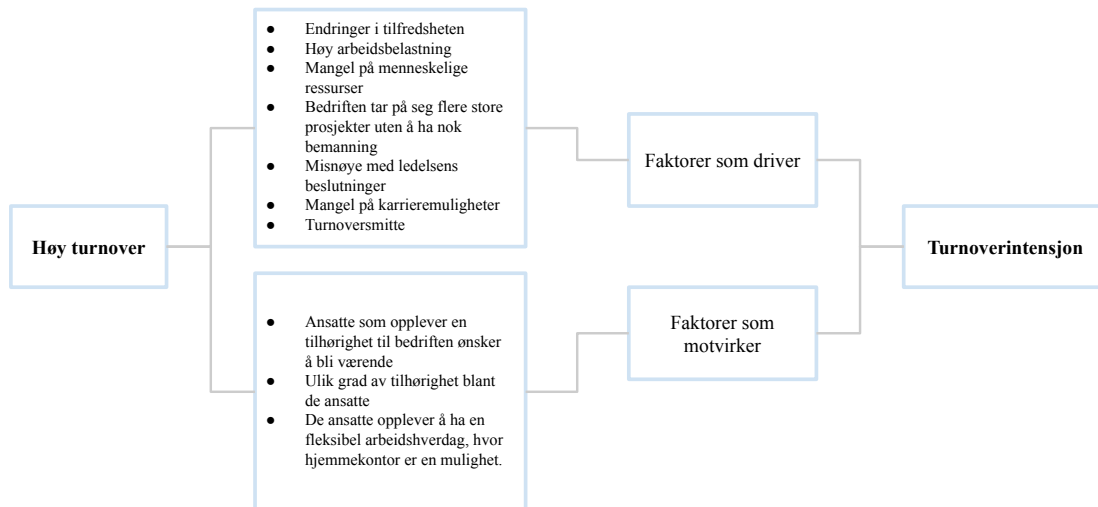 Høy turnover
● Endringer i tilfredsheten
● Høy arbeidsbelastning
● Mangel på menneskelige
ressurser
● Bedriften tar på seg flere store
prosjekter uten å ha nok
bemanning
● Misnøye med ledelsens
beslutninger
● Mangel på karrieremuligheter
● Turnoversmitte
● Ansatte som opplever en
tilhørighet til bedriften ønsker
å bli værende
● Ulik grad av tilhørighet blant
de ansatte
● De ansatte opplever å ha en
fleksibel arbeidshverdag, hvor
hjemmekontor er en mulighet.
Faktorer som driver
Faktorer som
motvirker
Turnoverintensjon